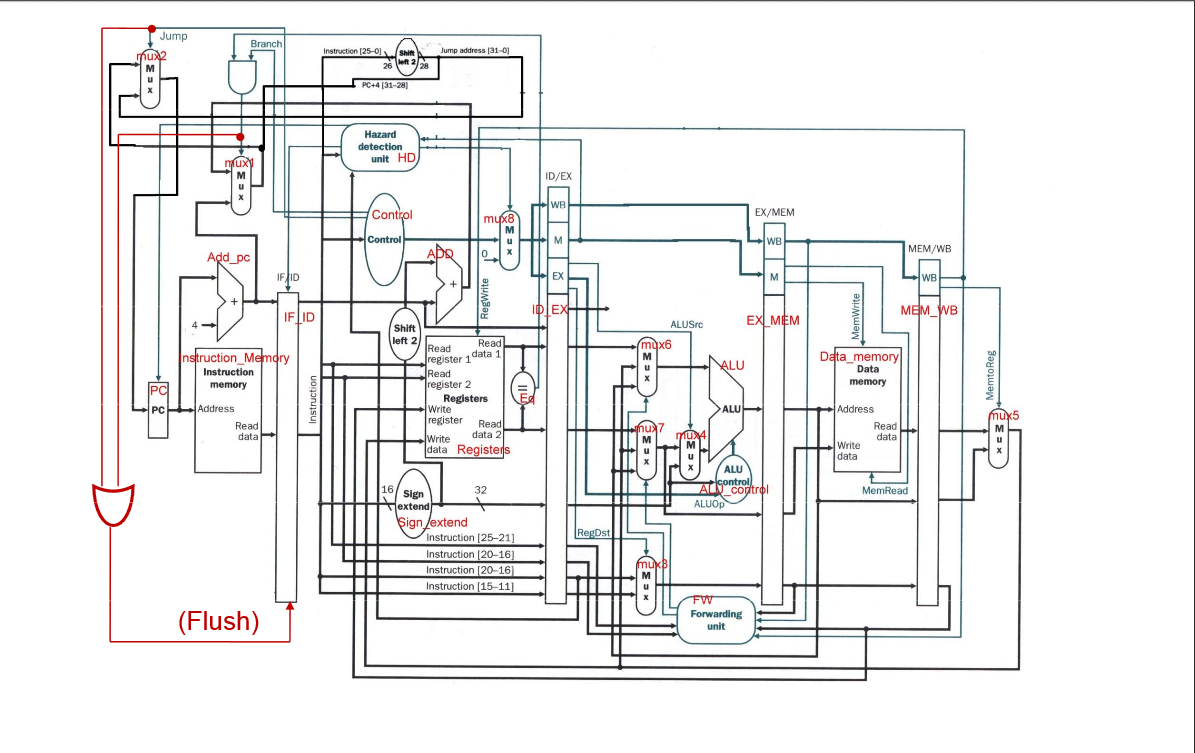 Jump
mux2
M
u
x
Branch
Instruction [25–0]
26
Shift
left 2
28
Jump address [31–0]
PC+4 [31–28]
Hazard
detection
unit
HD
mux1
M
u
x
ID/EX
WB
M
EX
Control
Control
mux8
M
u
x
0
EX/MEM
WB
M
MEM/WB
WB
Add_pc
+
4
IF/ID
IF_ID
ADD
+
RegWrite
ID_EX
EX_MEM
MEM_WB
MemWrite
ALUSrc
Shift
left 2
Instruction_Memory
Instruction
memory
Address
Read
data
PC
PC
Instruction
Read
register 1
Read
register 2
Registers
Write
register
Write
data
Read
data 1
Read
data 2
Registers
=
Eq
mux6
M
u
x
mux7
M
u
x
mux4
M
u
x
ALU
ALU
ALU
control
ALU_control
ALUOp
Data_memory
Data
memory
Address
Read
data
Write
data
MemRead
MemtoReg
mux5
M
u
x
16
Sign
extend
Sign_extend
32
Instruction [25–21]
Instruction [20–16]
Instruction [20–16]
Instruction [15–11]
RegDst
mux3
M
u
x
FW
Forwarding
unit
(Flush)